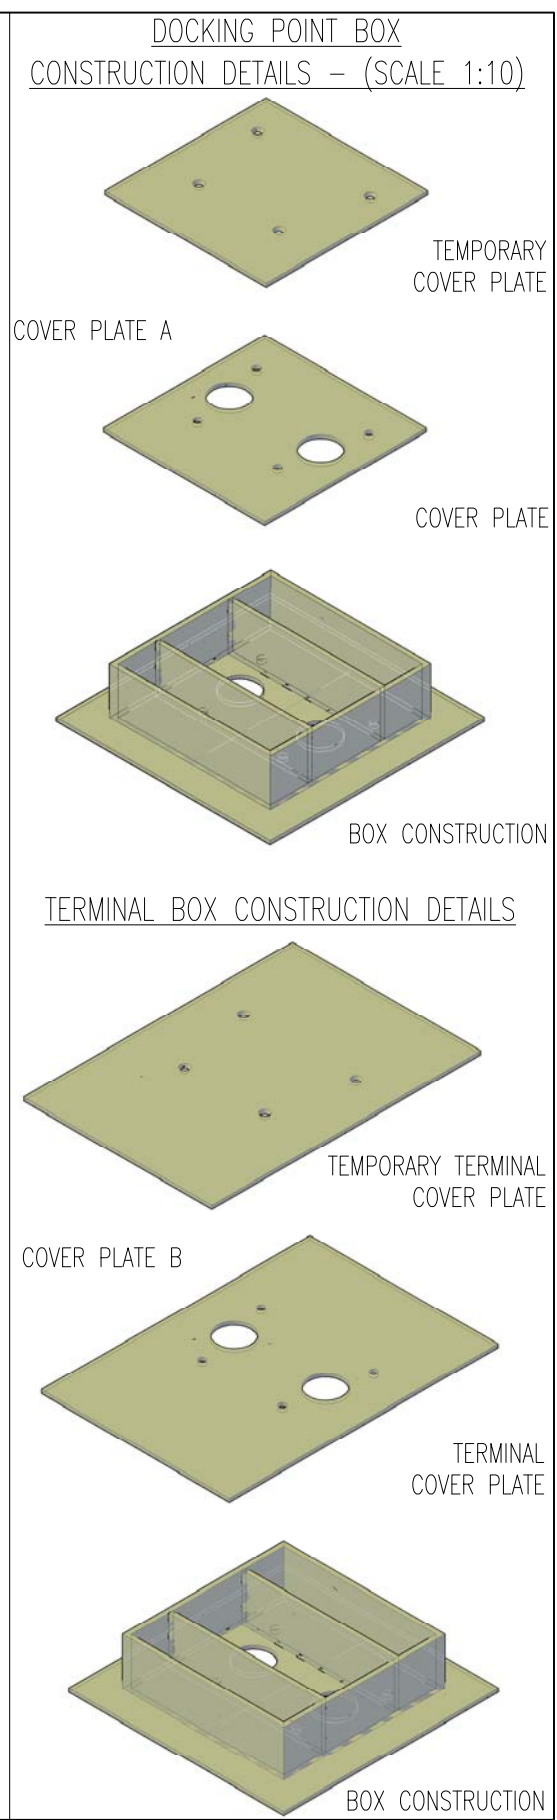 DOCKING POINT BOX
CONSTRUCTION DETAILS – (SCALE 1:10)
TEMPORARY
COVER PLATE
COVER PLATE A
COVER PLATE
BOX CONSTRUCTION
TERMINAL BOX CONSTRUCTION DETAILS
TEMPORARY TERMINAL
COVER PLATE
COVER PLATE B
TERMINAL
COVER PLATE
BOX CONSTRUCTION